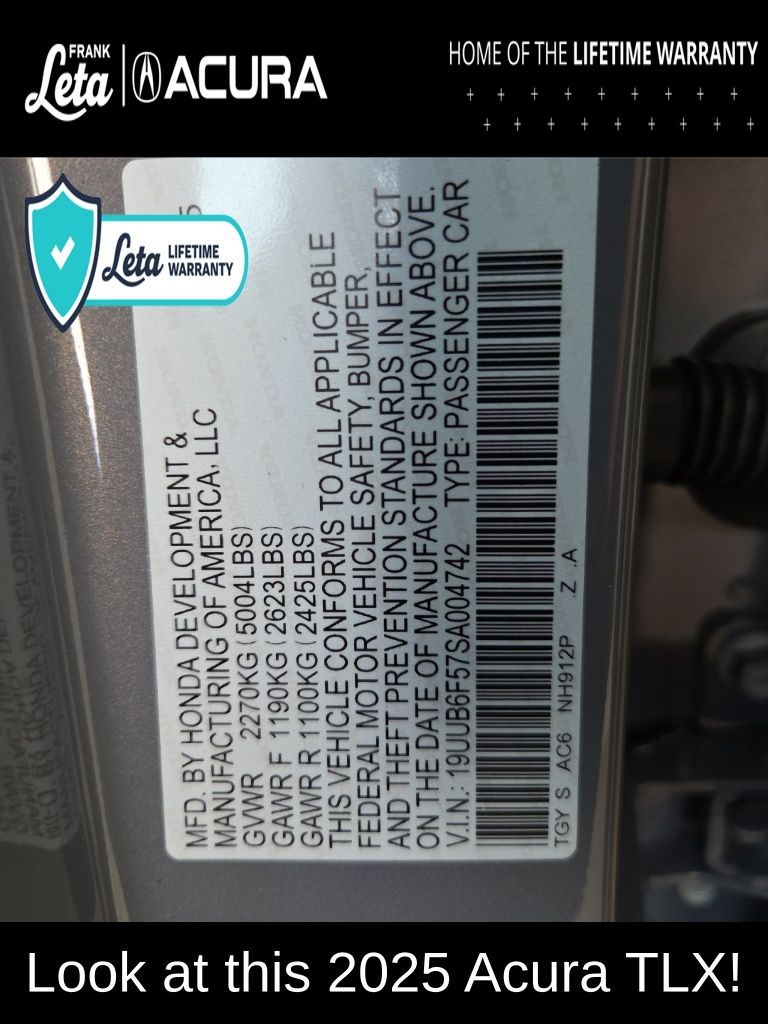 FRANK
Leta
ACURA
HOME OF THE LIFETIME WARRANTY
Leta LIFETIME
WARRANTY
MFD. BY HONDA DEVELOPMENT &
MANUFACTURING OF AMERICA, LLC
GVWR 2270KG (5004LBS)
GAWR F 1190KG (2623LBS)
GAWR R 1100KG (2425LBS)
THIS VEHICLE CONFORMS TO ALL APPLICABLE
FEDERAL MOTOR VEHICLE SAFETY, BUMPER,
AND THEFT PREVENTION STANDARDS IN EFFECT
ON THE DATE OF MANUFACTURE SHOWN ABOVE.
V.I.N.: 19UUB6F57SA004742 TYPE: PASSENGER CAR
TGY S AC6 NH912P .Z .A
Look at this 2025 Acura TLX!